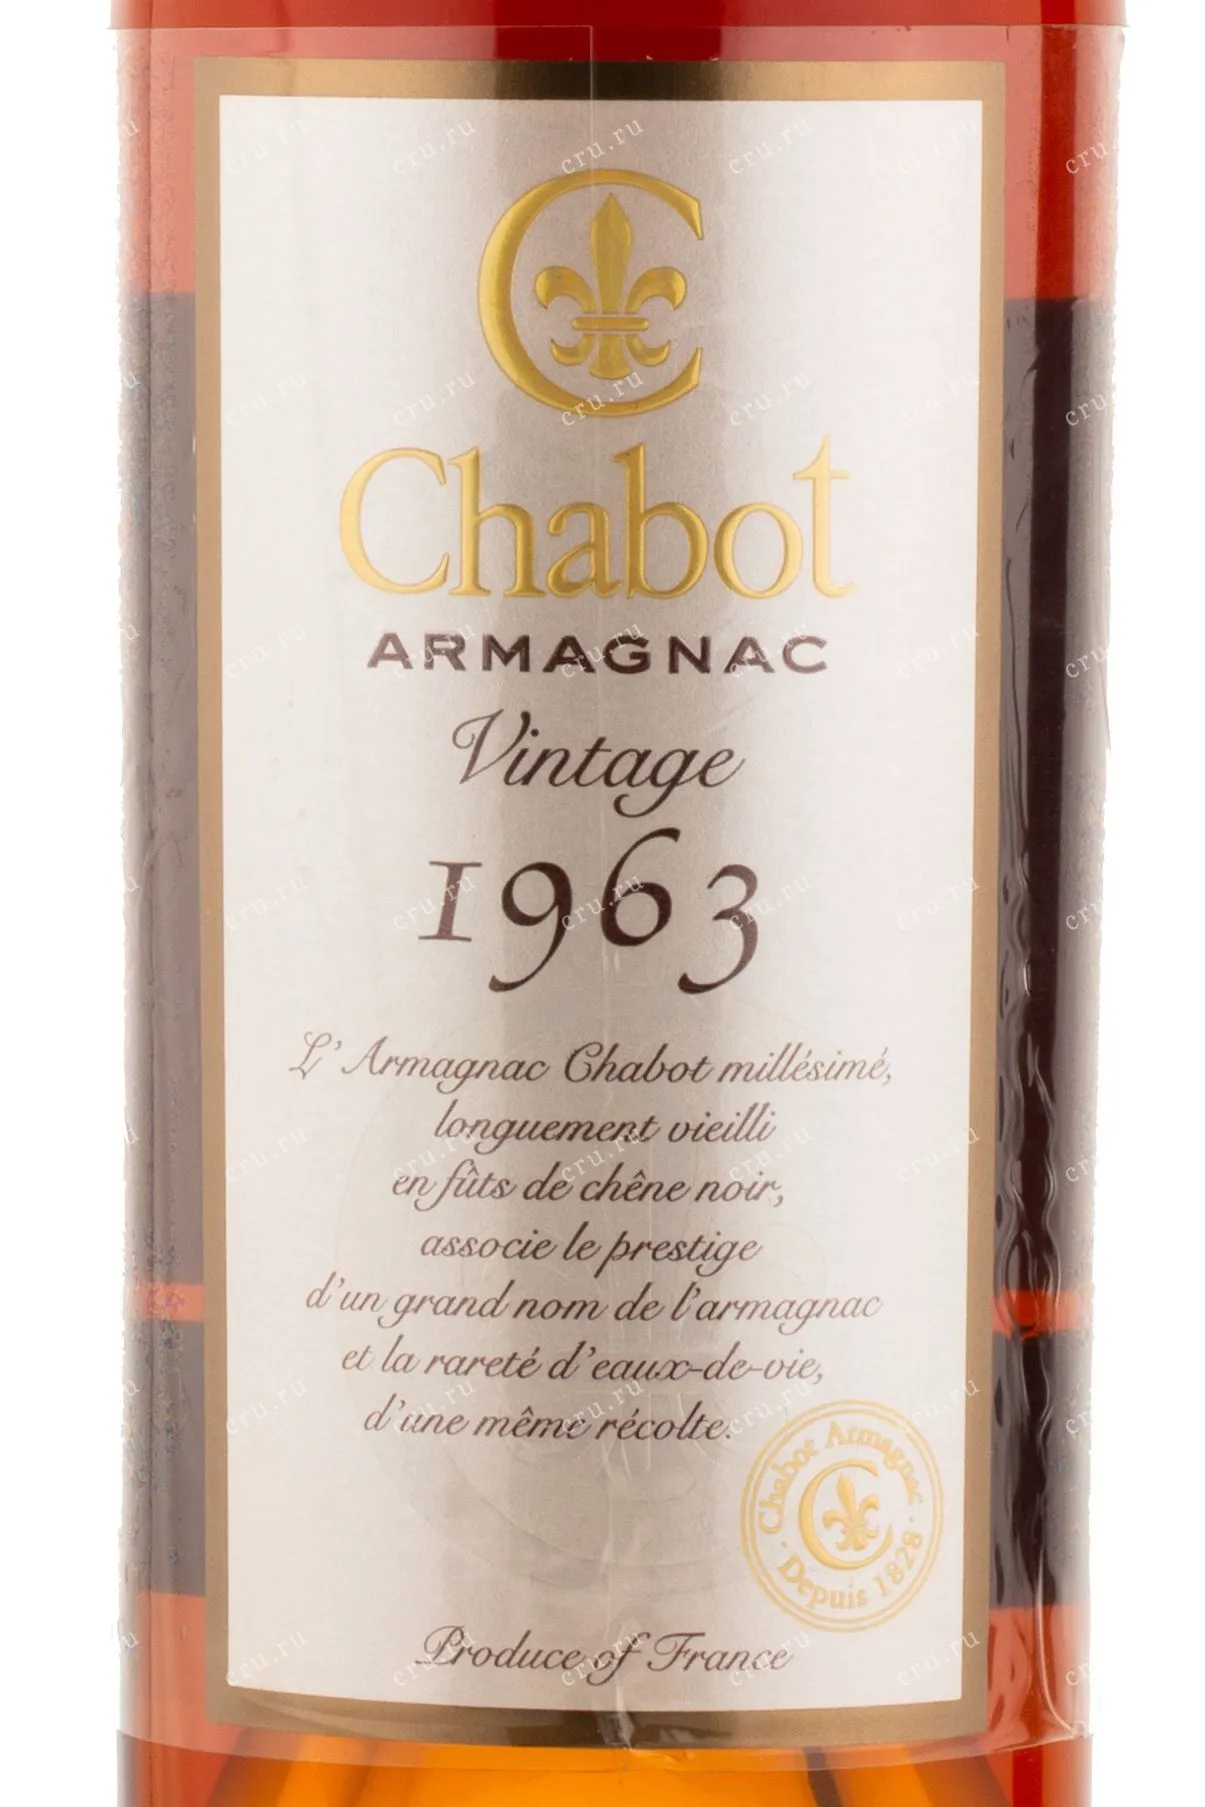 C
Chabot
ARMAGNAC
Vintage
1963
L'Armagnac Chabot millésimé,
longuement vieilli
en fûts de chêne noir,
associe le prestige
d'un grand nom de l'armagnac
et la rareté d'eaux-de-vie,
d'une même récolte.
Chabot Armagnac
C
· Depuis 1828 ·
Produce of France
cru.ru